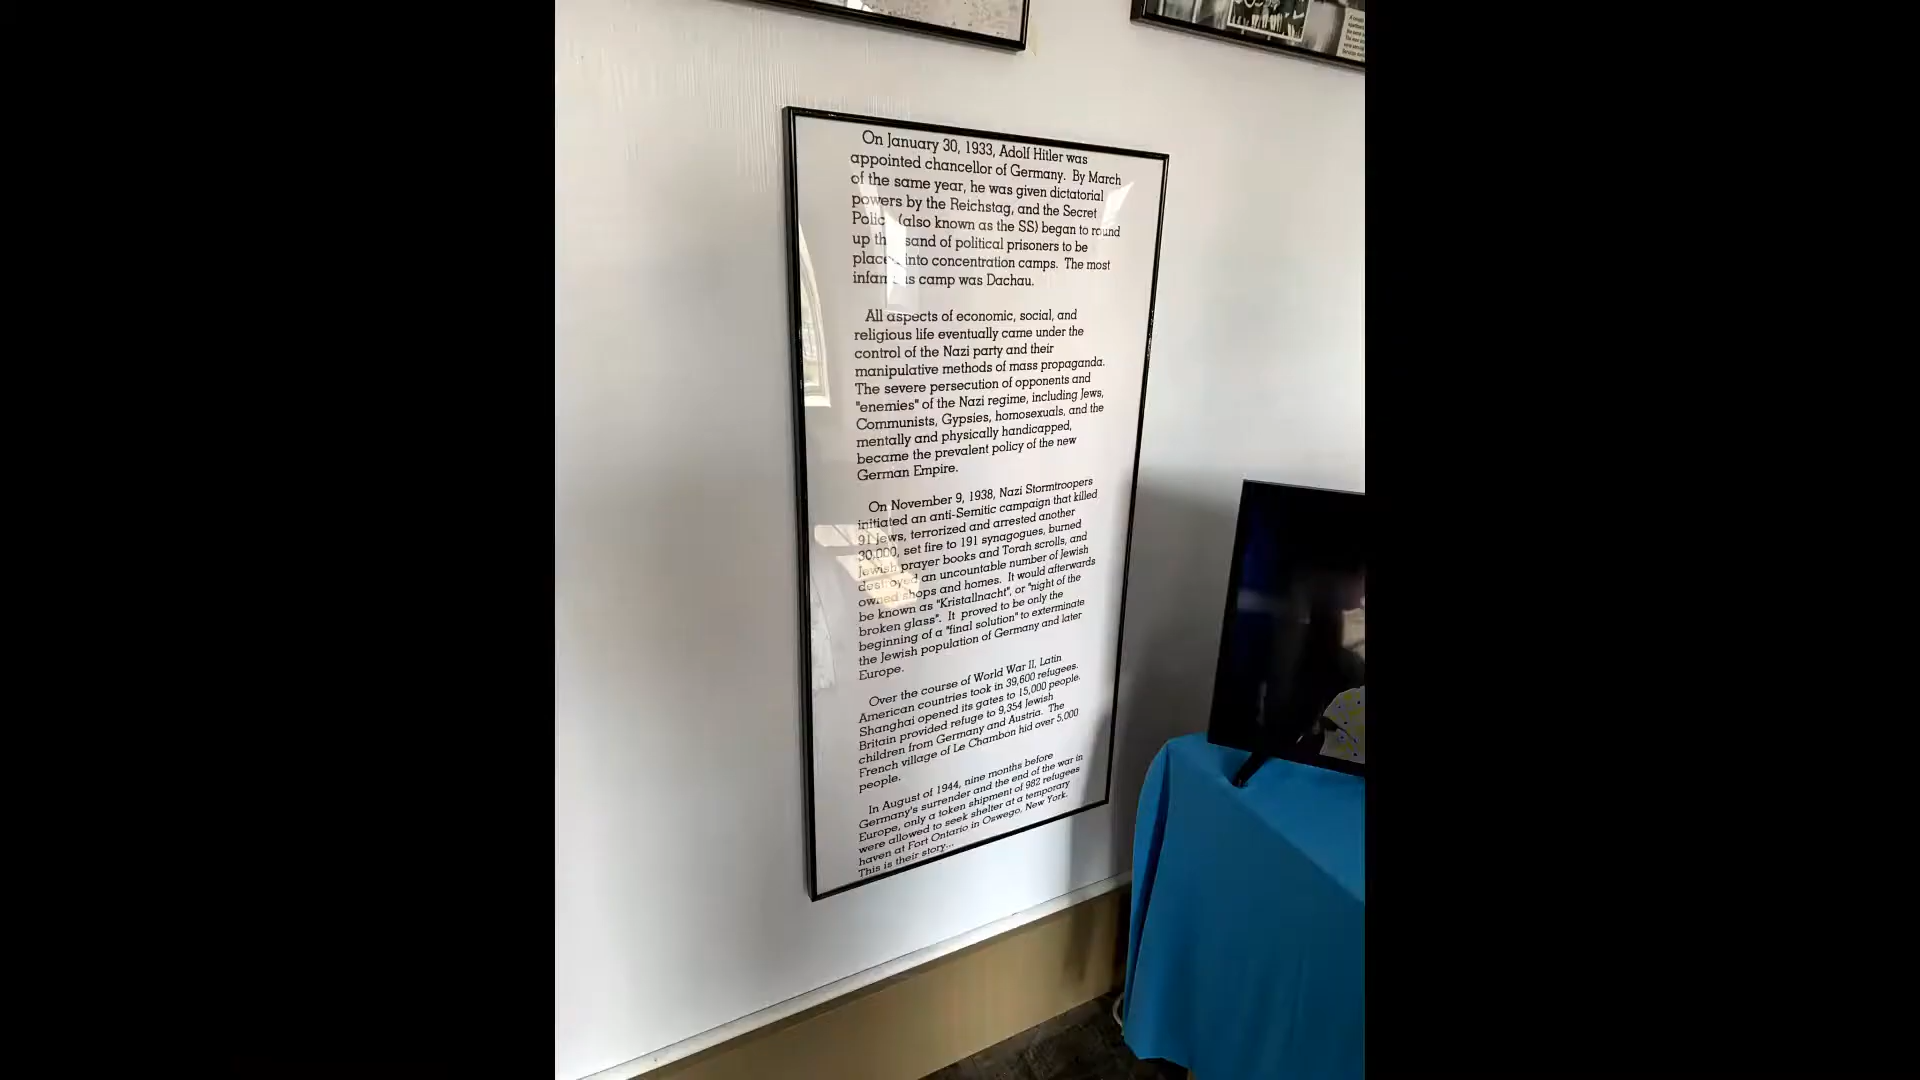 On January 30, 1933, Adolf Hitler was
appointed chancellor of Germany. By March
of the same year, he was given dictatorial
powers by the Reichstag, and the Secret
Polic (also known as the SS) began to round
up th sand of political prisoners to be
place into concentration camps. The most
infam is camp was Dachau.
All aspects of economic, social, and
religious life eventually came under the
control of the Nazi party and their
manipulative methods of mass propaganda.
The severe persecution of opponents and
"enemies" of the Nazi regime, including Jews,
Communists, Gypsies, homosexuals, and the
mentally and physically handicapped,
became the prevalent policy of the new
German Empire.
On November 9, 1938, Nazi Stormtroopers
initiated an anti-Semitic campaign that killed
91 Jews, terrorized and arrested another
30,000, set fire to 191 synagogues, burned
Jewish prayer books and Torah scrolls, and
destroyed an uncountable number of Jewish
owned shops and homes. It would afterwards
be known as "Kristallnacht", or "night of the
broken glass". It proved to be only the
beginning of a "final solution" to exterminate
the Jewish population of Germany and later
Europe.
Over the course of World War II, Latin
American countries took in 39,600 refugees.
Shanghai opened its gates to 15,000 people.
Britain provided refuge to 9,354 Jewish
children from Germany and Austria. The
French village of Le Chambon hid over 5,000
people.
In August of 1944, nine months before
Germany's surrender and the end of the war in
Europe, only a token shipment of 982 refugees
were allowed to seek shelter at a temporary
haven at Fort Ontario in Oswego, New York.
This is their story...